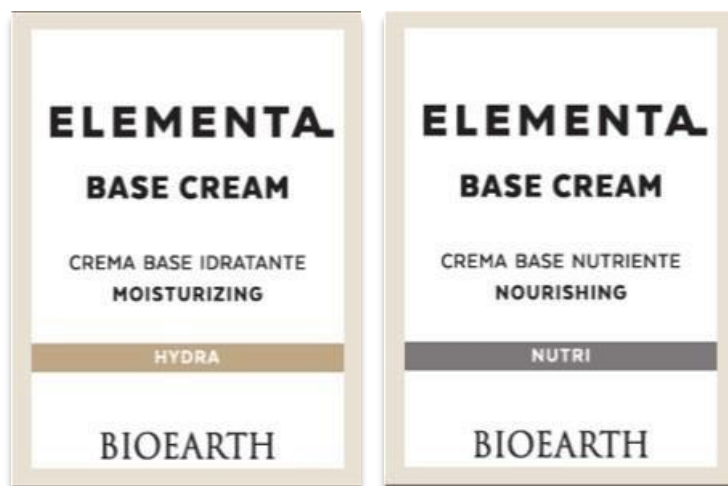 ELEMENTA
BASE CREAM
CREMA BASE IDRATANTE
MOISTURIZING
HYDRA
BIOEARTH
ELEMENTA
BASE CREAM
CREMA BASE NUTRIENTE
NOURISHING
NUTRI
BIOEARTH